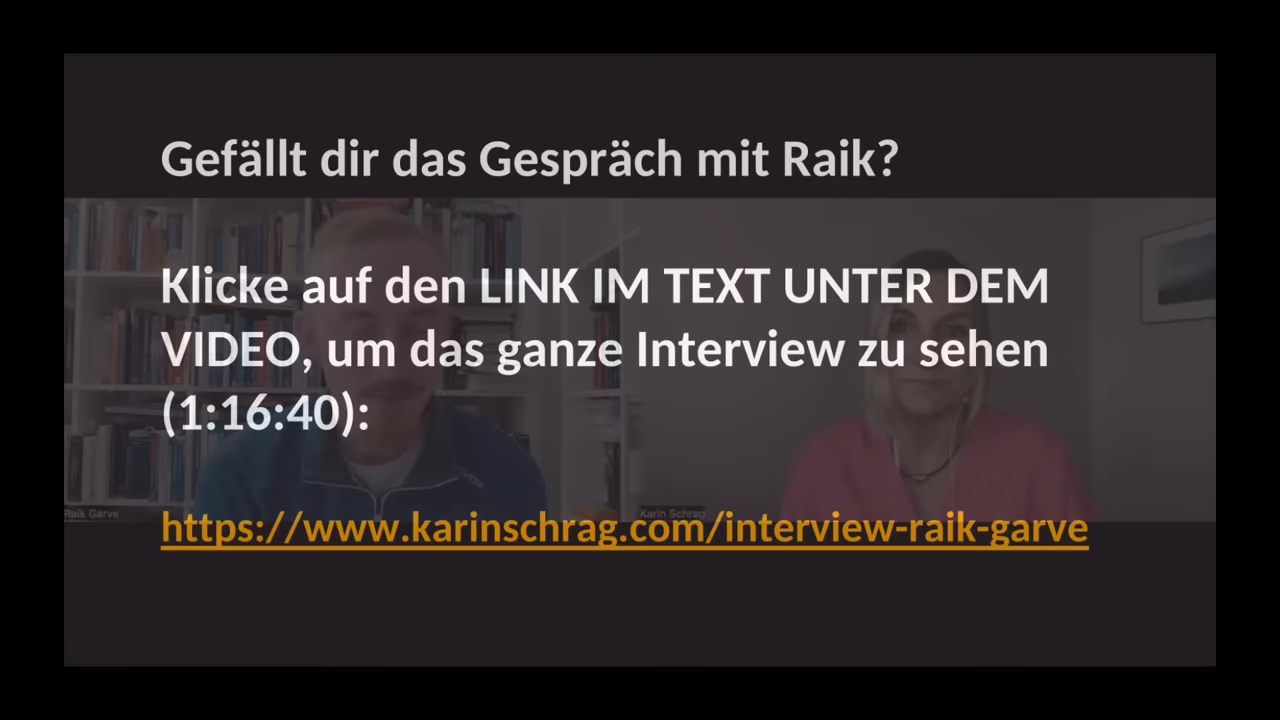 Gefällt dir das Gespräch mit Raik?
Klicke auf den LINK IM TEXT UNTER DEM
VIDEO, um das ganze Interview zu sehen
(1:16:40):
Raik Garve
Karin Schrag
https://www.karinschrag.com/interview-raik-garve